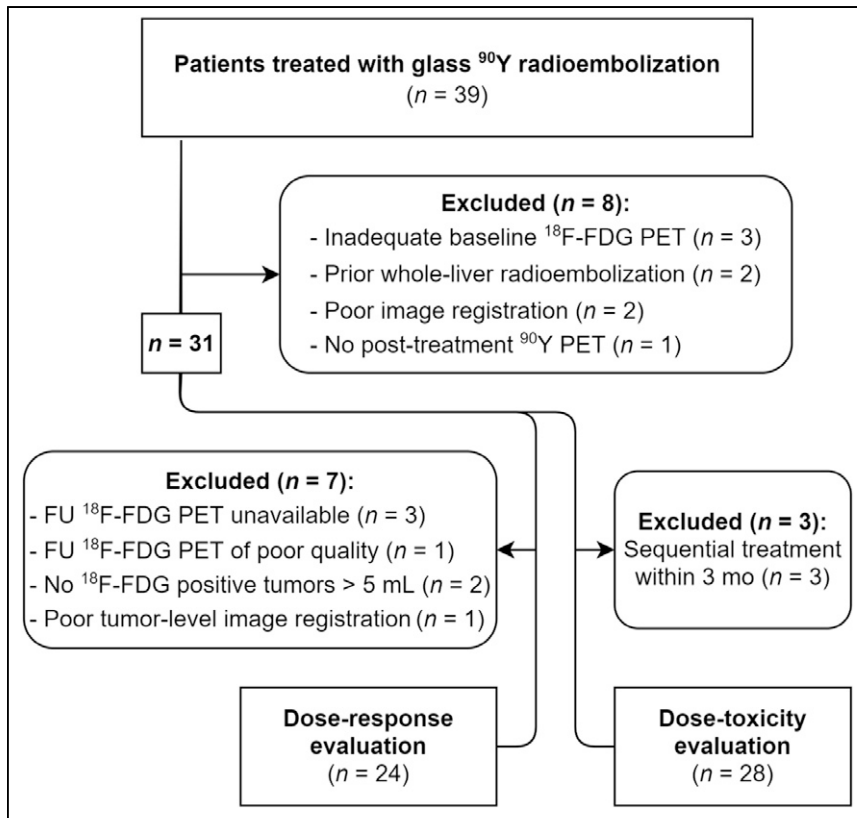 Patients treated with glass ⁹⁰Y radioembolization
(n = 39)
Excluded (n = 8):
- Inadequate baseline ¹⁸F-FDG PET (n = 3)
- Prior whole-liver radioembolization (n = 2)
- Poor image registration (n = 2)
- No post-treatment ⁹⁰Y PET (n = 1)
n = 31
Excluded (n = 7):
- FU ¹⁸F-FDG PET unavailable (n = 3)
- FU ¹⁸F-FDG PET of poor quality (n = 1)
- No ¹⁸F-FDG positive tumors > 5 mL (n = 2)
- Poor tumor-level image registration (n = 1)
Excluded (n = 3):
Sequential treatment
within 3 mo (n = 3)
Dose-response
evaluation
(n = 24)
Dose-toxicity
evaluation
(n = 28)